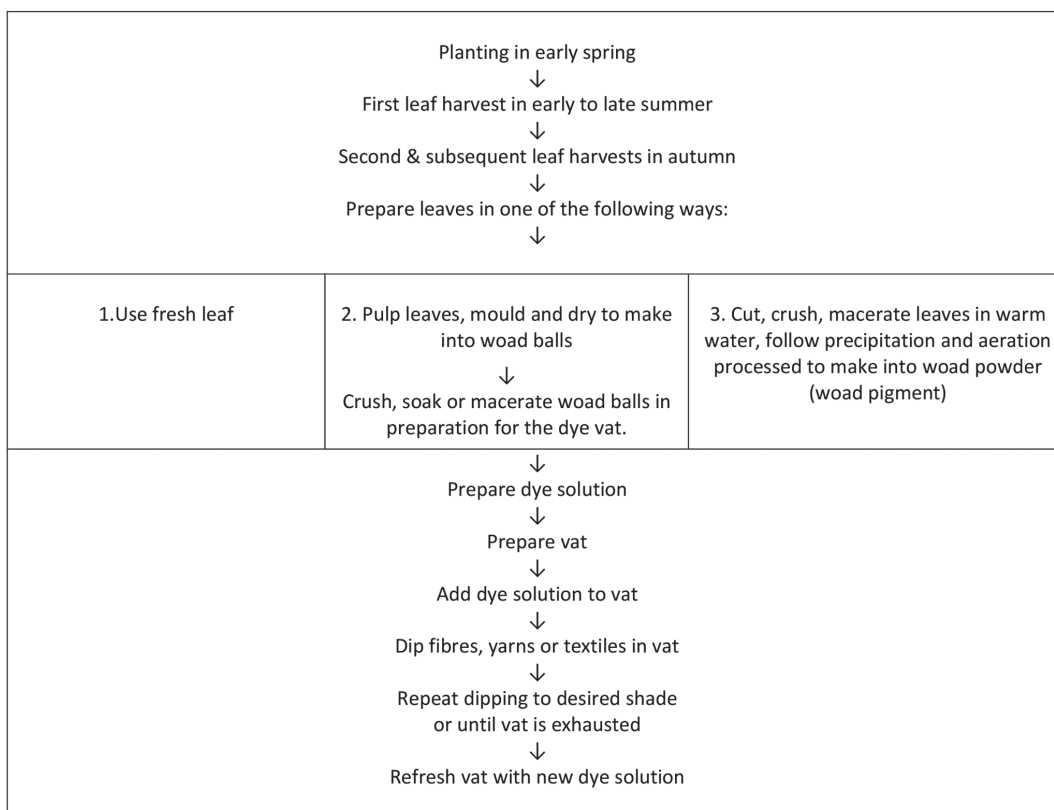 Planting in early spring
↓
First leaf harvest in early to late summer
↓
Second & subsequent leaf harvests in autumn
↓
Prepare leaves in one of the following ways:
↓
1.Use fresh leaf
2. Pulp leaves, mould and dry to make
into woad balls
↓
Crush, soak or macerate woad balls in
preparation for the dye vat.
3. Cut, crush, macerate leaves in warm
water, follow precipitation and aeration
processed to make into woad powder
(woad pigment)
↓
Prepare dye solution
↓
Prepare vat
↓
Add dye solution to vat
↓
Dip fibres, yarns or textiles in vat
↓
Repeat dipping to desired shade
or until vat is exhausted
↓
Refresh vat with new dye solution